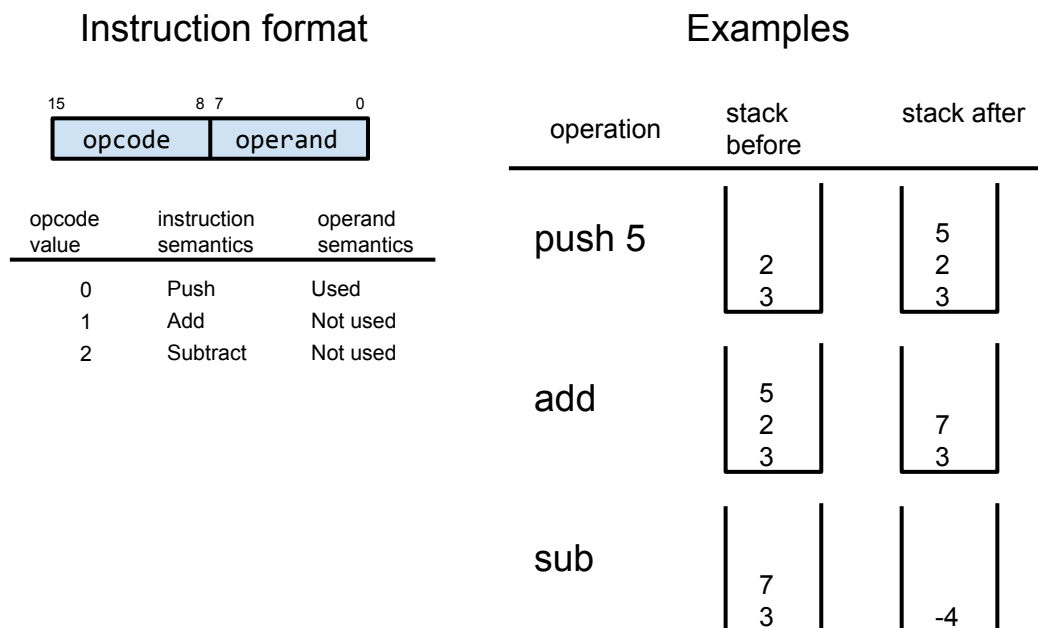 Instruction format
15 8 7 0
opcode operand
opcode value instruction semantics operand semantics
0 Push Used
1 Add Not used
2 Subtract Not used
Examples
operation stack before stack after
push 5
2
3
5
2
3
add
5
2
3
7
3
sub
7
3
-4